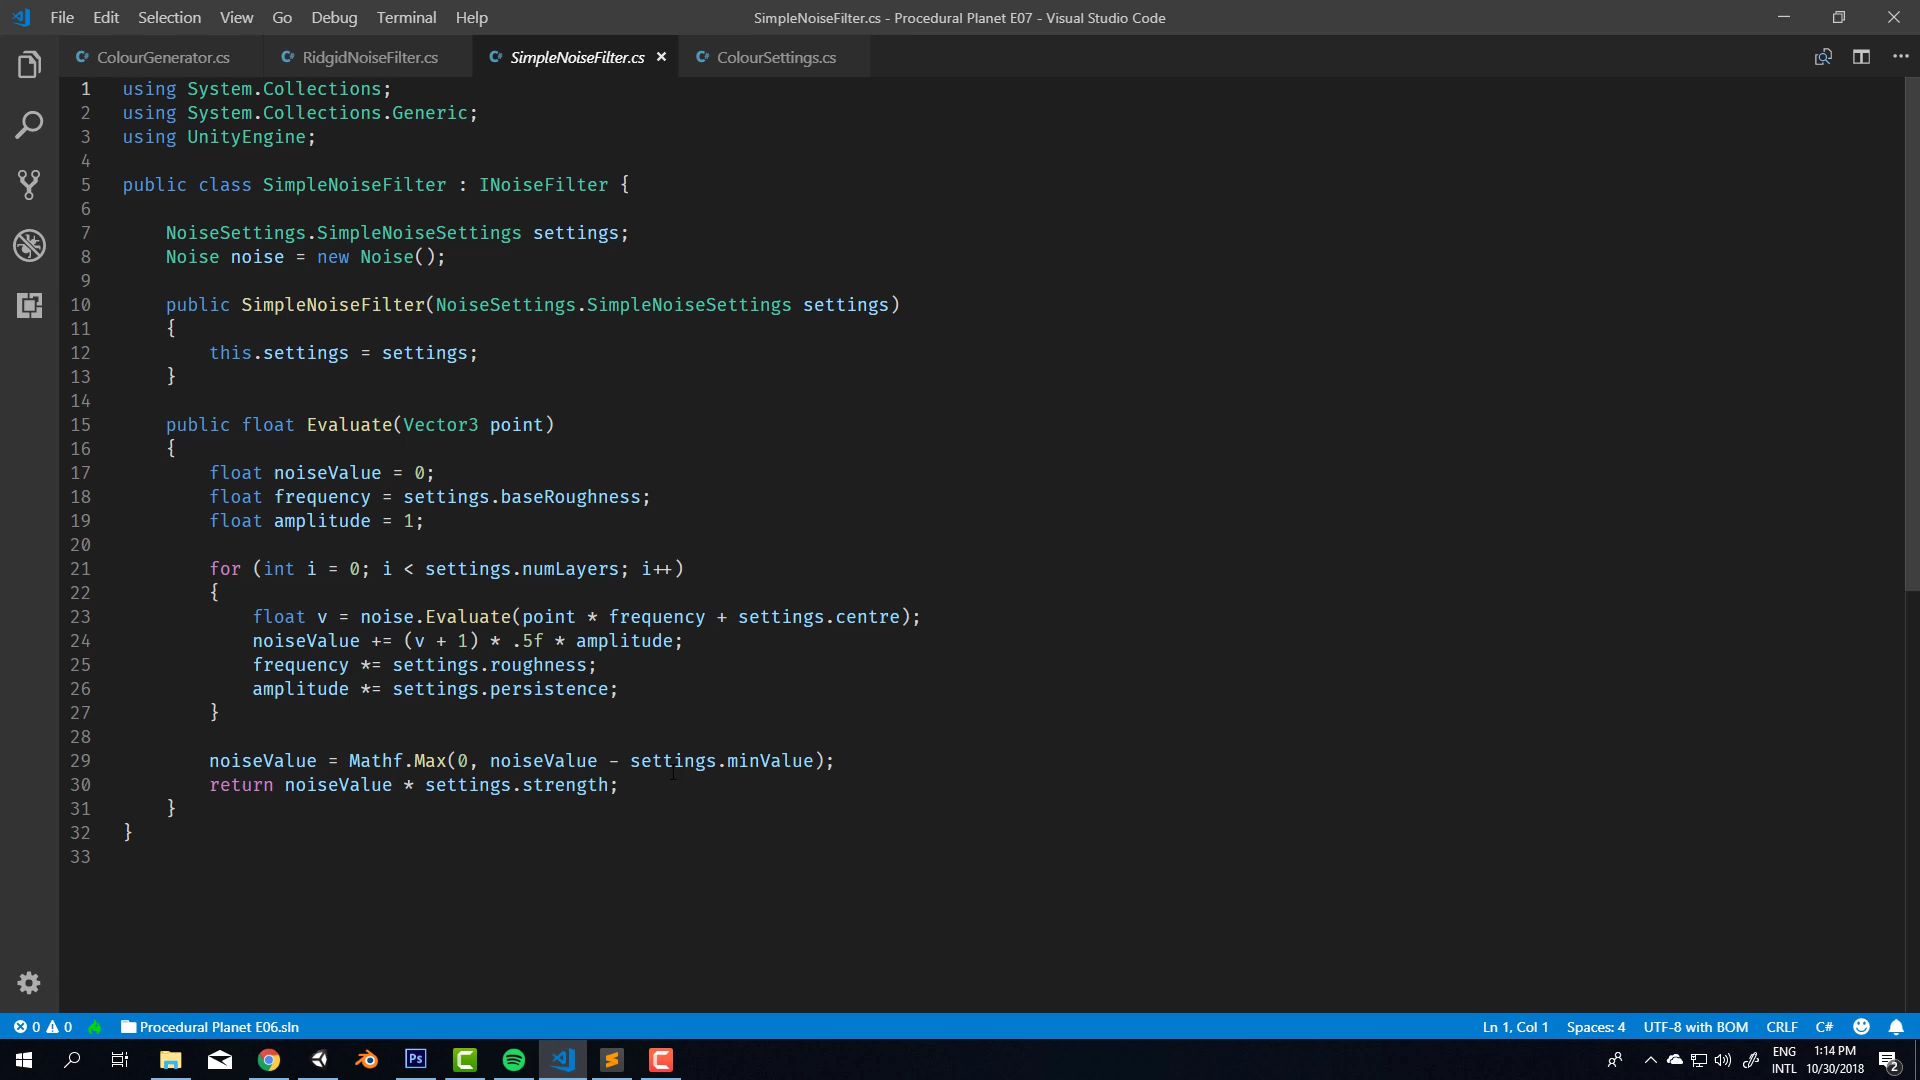 File Edit Selection View Go Debug Terminal Help
SimpleNoiseFilter.cs - Procedural Planet E07 - Visual Studio Code
ColourGenerator.cs RidgidNoiseFilter.cs SimpleNoiseFilter.cs ColourSettings.cs
1 using System.Collections;
2 using System.Collections.Generic;
3 using UnityEngine;
4
5 public class SimpleNoiseFilter : INoiseFilter {
6
7 NoiseSettings.SimpleNoiseSettings settings;
8 Noise noise = new Noise();
9
10 public SimpleNoiseFilter(NoiseSettings.SimpleNoiseSettings settings)
11 {
12 this.settings = settings;
13 }
14
15 public float Evaluate(Vector3 point)
16 {
17 float noiseValue = 0;
18 float frequency = settings.baseRoughness;
19 float amplitude = 1;
20
21 for (int i = 0; i < settings.numLayers; i++)
22 {
23 float v = noise.Evaluate(point * frequency + settings.centre);
24 noiseValue += (v + 1) * .5f * amplitude;
25 frequency *= settings.roughness;
26 amplitude *= settings.persistence;
27 }
28
29 noiseValue = Mathf.Max(0, noiseValue - settings.minValue);
30 return noiseValue * settings.strength;
31 }
32 }
33
0 0 Procedural Planet E06.sln Ln 1, Col 1 Spaces: 4 UTF-8 with BOM CRLF C#
Ps
ENG 1:14 PM
INTL 10/30/2018 2